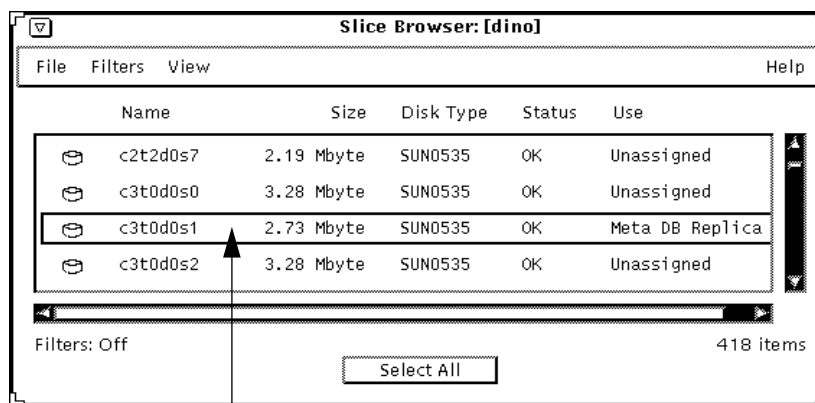 Slice Browser: [dino]
File Filters View Help
Name Size Disk Type Status Use
c2t2d0s7 2.19 Mbyte SUN0535 OK Unassigned
c3t0d0s0 3.28 Mbyte SUN0535 OK Unassigned
c3t0d0s1 2.73 Mbyte SUN0535 OK Meta DB Replica
c3t0d0s2 3.28 Mbyte SUN0535 OK Unassigned
Filters: Off 418 items
Select All